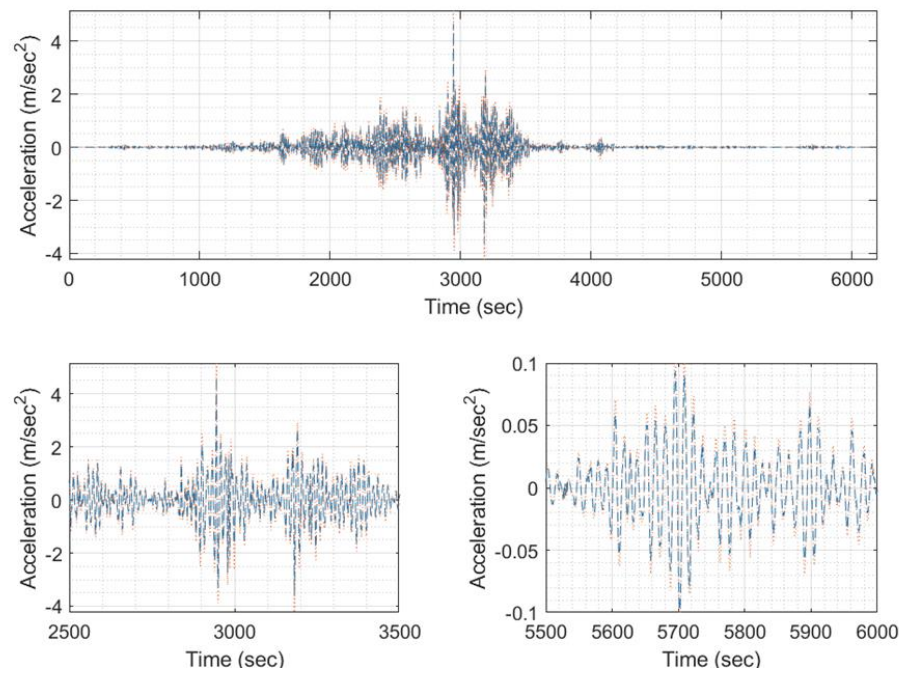 Acceleration (m/sec²)
4
2
0
-2
-4
0 1000 2000 3000 4000 5000 6000
Time (sec)
Acceleration (m/sec²)
4
2
0
-2
-4
2500 3000 3500
Time (sec)
Acceleration (m/sec²)
0.1
0.05
0
-0.05
-0.1
5500 5600 5700 5800 5900 6000
Time (sec)